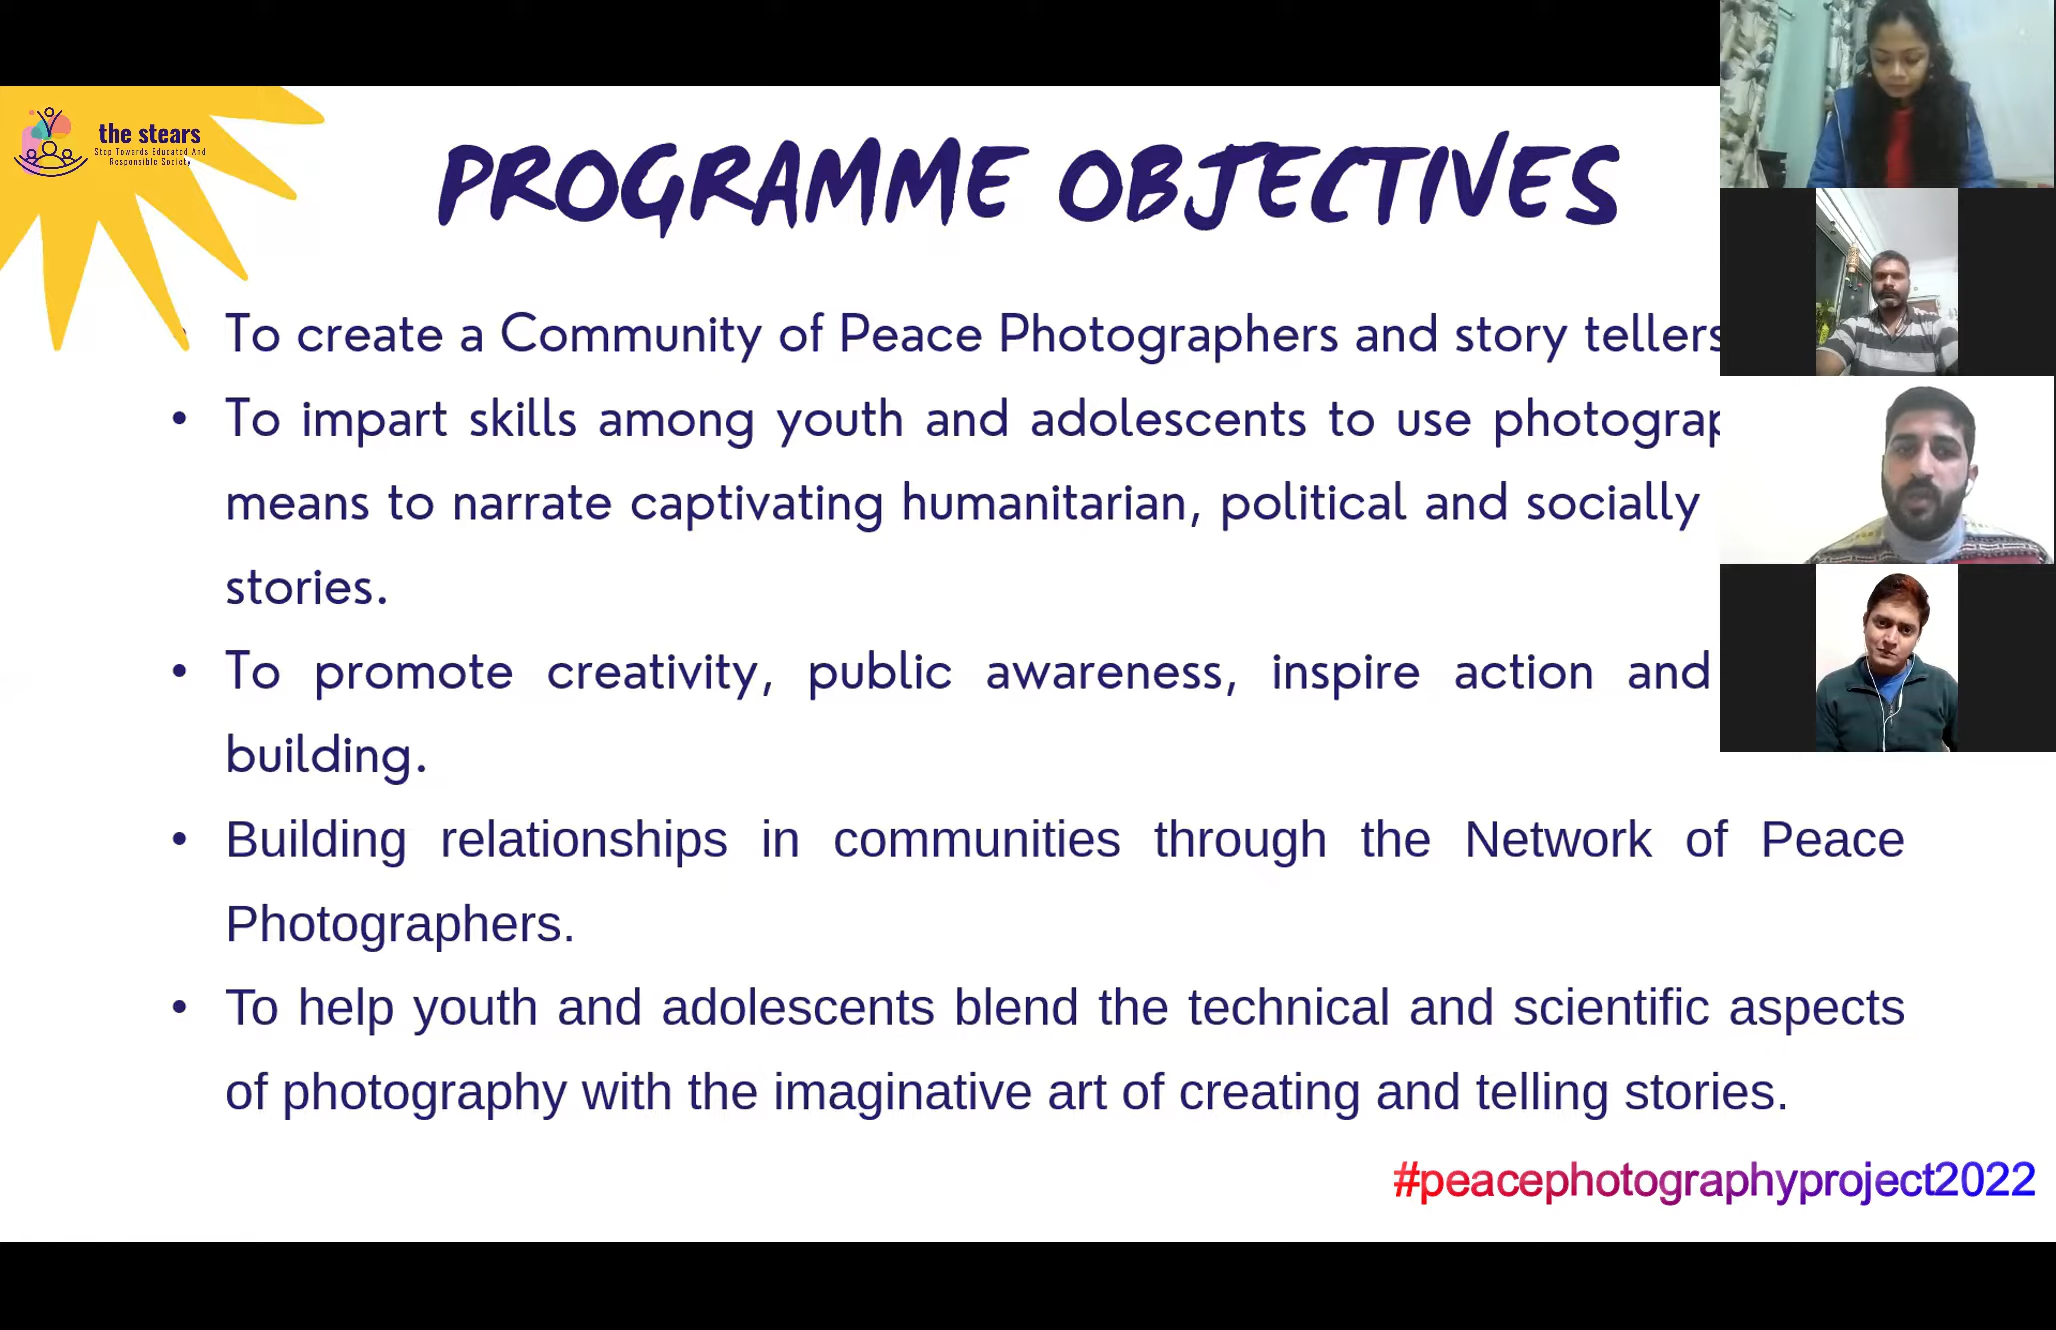 the stears
Step Towards Educated And
Responsible Society
PROGRAMME OBJECTIVES
• To create a Community of Peace Photographers and story tellers
• To impart skills among youth and adolescents to use
means to narrate captivating humanitarian, political and socially
stories.
• To promote creativity, public awareness, inspire action and
building.
• Building relationships in communities through the Network of Peace
Photographers.
• To help youth and adolescents blend the technical and scientific aspects
of photography with the imaginative art of creating and telling stories.
#peacephotographyproject2022